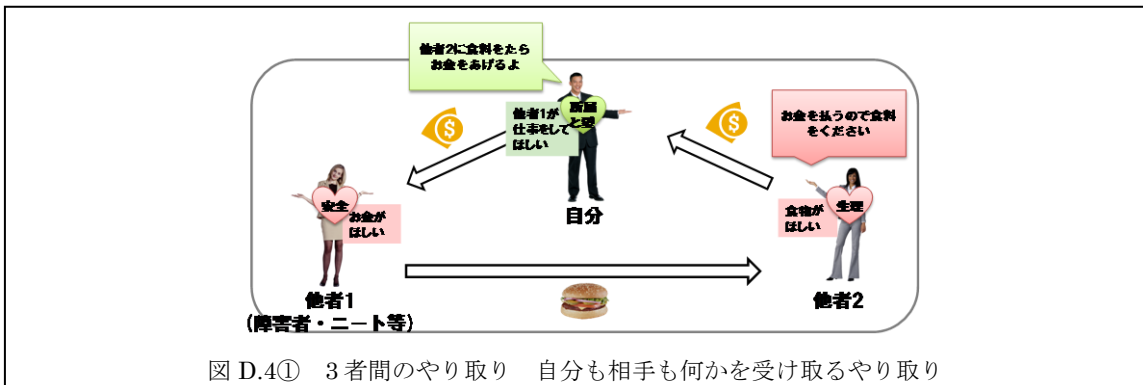 他者2に食料をたら
お金をあげるよ
他者1が
仕事をして
ほしい
所属
と愛
お金を払うので食料
をください
安全
お金が
ほしい
自分
食物が
ほしい
生理
他者1
(障害者・ニート等)
他者2
図 D.4① 3者間のやり取り 自分も相手も何かを受け取るやり取り